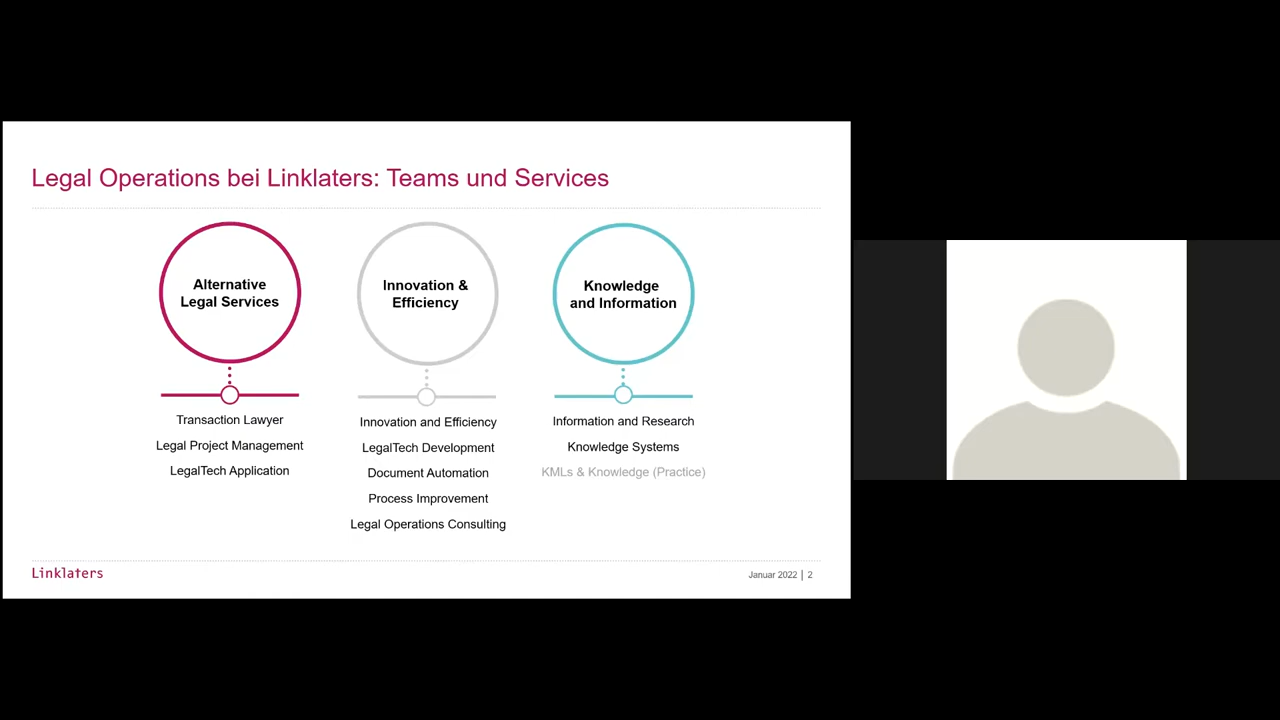 Legal Operations bei Linklaters: Teams und Services
Alternative
Legal Services
Transaction Lawyer
Legal Project Management
LegalTech Application
Innovation &
Efficiency
Innovation and Efficiency
LegalTech Development
Document Automation
Process Improvement
Legal Operations Consulting
Knowledge
and Information
Information and Research
Knowledge Systems
KMLs & Knowledge (Practice)
Linklaters
Januar 2022 | 2